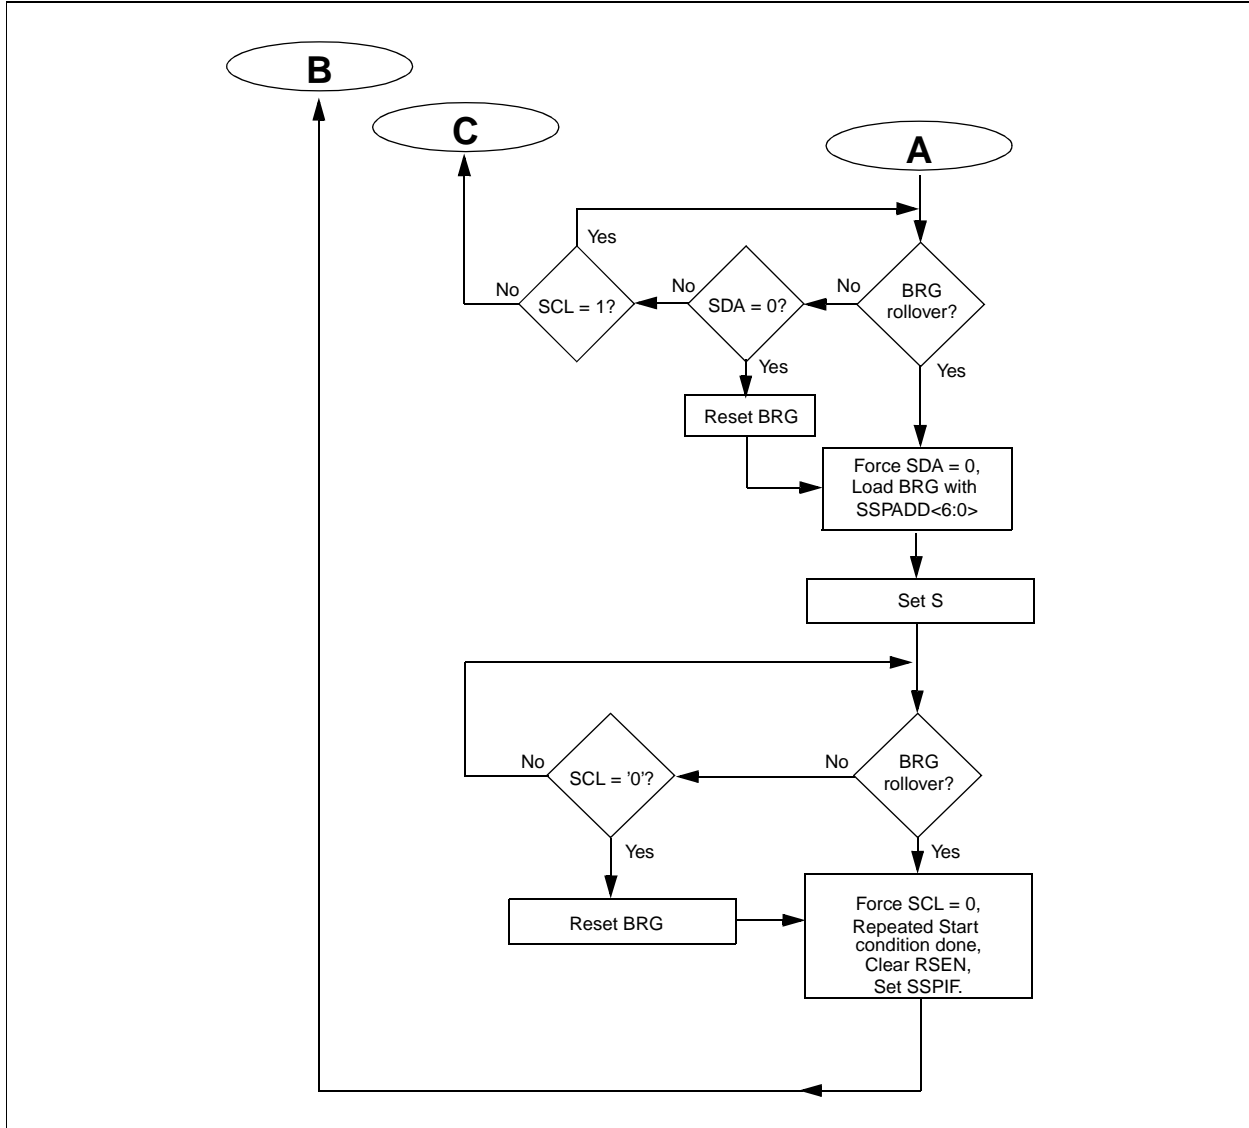 B
C
A
Yes
No
SCL = 1?
No
SDA = 0?
No
BRG
rollover?
Yes
Yes
Reset BRG
Force SDA = 0,
Load BRG with
SSPADD<6:0>
Set S
No
SCL = '0'?
No
BRG
rollover?
Yes
Yes
Reset BRG
Force SCL = 0,
Repeated Start
condition done,
Clear RSEN,
Set SSPIF.